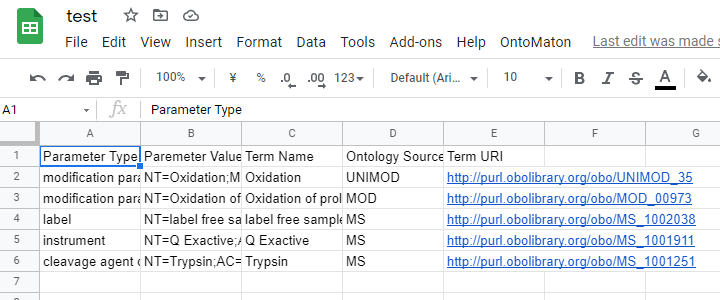 test
File Edit View Insert Format Data Tools Add-ons Help OntoMaton Last edit was made s
100% ¥ % .0 .00 123 Default (Ari... 10 B I S A
A1 fx Parameter Type
A B C D E F G
1 Parameter Type Paremeter Value Term Name Ontology Source Term URI
2 modification para NT=Oxidation;M Oxidation UNIMOD http://purl.obolibrary.org/obo/UNIMOD_35
3 modification para NT=Oxidation of Oxidation of prol MOD http://purl.obolibrary.org/obo/MOD_00973
4 label NT=label free sa label free sample MS http://purl.obolibrary.org/obo/MS_1002038
5 instrument NT=Q Exactive;A Q Exactive MS http://purl.obolibrary.org/obo/MS_1001911
6 cleavage agent d NT=Trypsin;AC= Trypsin MS http://purl.obolibrary.org/obo/MS_1001251
7